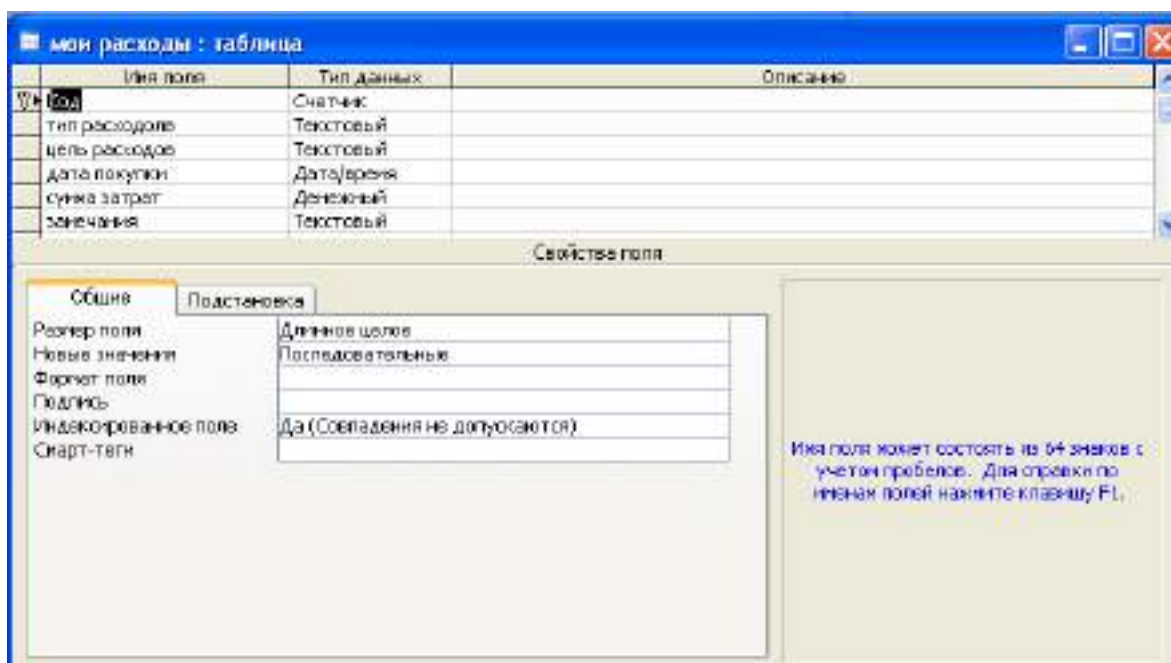 мои расходы : таблица
Имя поля Тип данных Описание
Код Счетчик
тип расходолв Текстовый
цель расходов Текстовый
дата покупки Дата/время
сумма затрат Денежный
замечания Текстовый
Свойства поля
Общие Подстановка
Размер поля Длинное целое
Новые значения Последовательные
Формат поля
Подпись
Индексированное поле Да (Совпадения не допускаются)
Смарт-теги
Имя поля может состоять из 64 знаков с
учетом пробелов. Для справки по
именам полей нажмите клавишу F1.